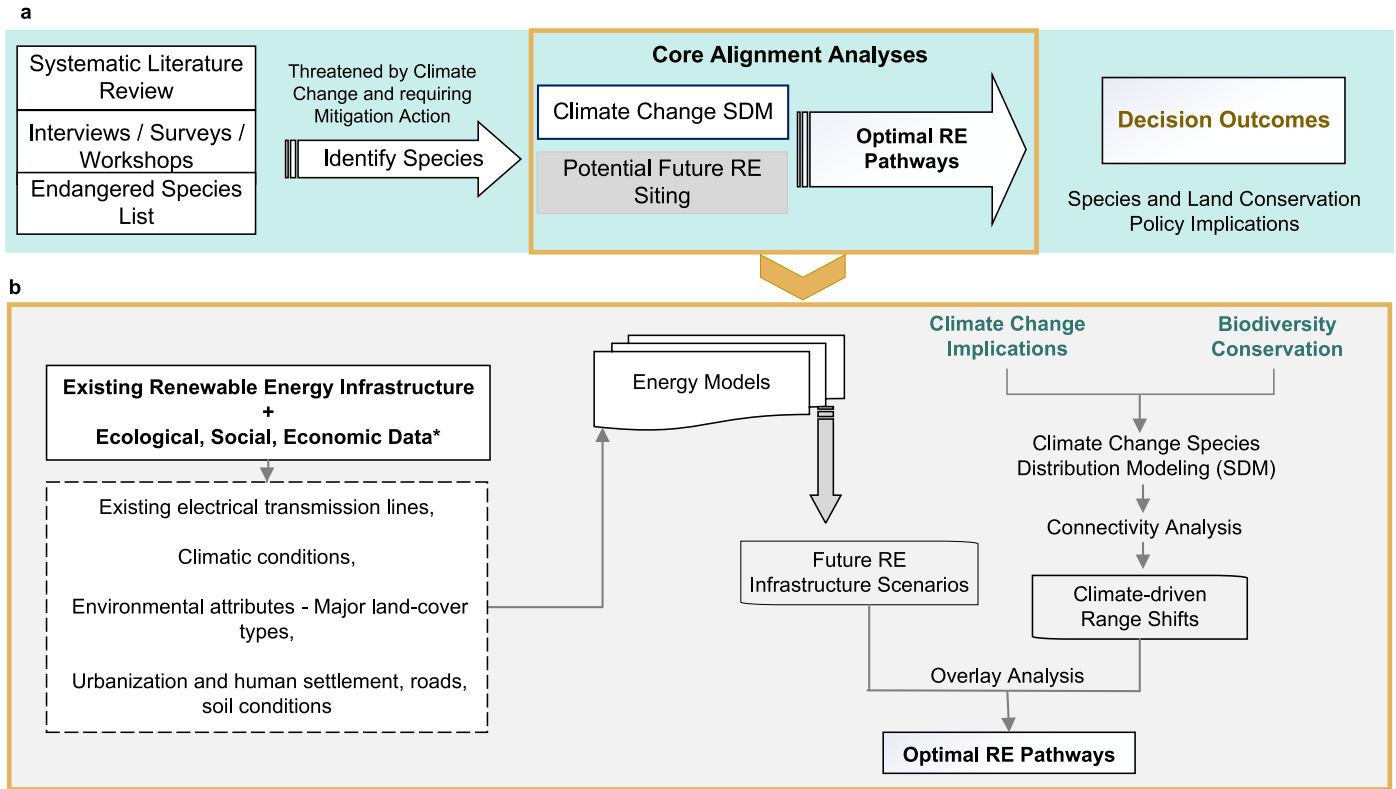 a
Systematic Literature
Review
Interviews / Surveys /
Workshops
Endangered Species
List
Threatened by Climate
Change and requiring
Mitigation Action
Identify Species
Core Alignment Analyses
Climate Change SDM
Potential Future RE
Siting
Optimal RE
Pathways
Decision Outcomes
Species and Land Conservation
Policy Implications
b
Existing Renewable Energy Infrastructure
+
Ecological, Social, Economic Data*
Existing electrical transmission lines,
Climatic conditions,
Environmental attributes - Major land-cover
types,
Urbanization and human settlement, roads,
soil conditions
Energy Models
Future RE
Infrastructure Scenarios
Climate Change
Implications
Biodiversity
Conservation
Climate Change Species
Distribution Modeling (SDM)
Connectivity Analysis
Climate-driven
Range Shifts
Overlay Analysis
Optimal RE Pathways